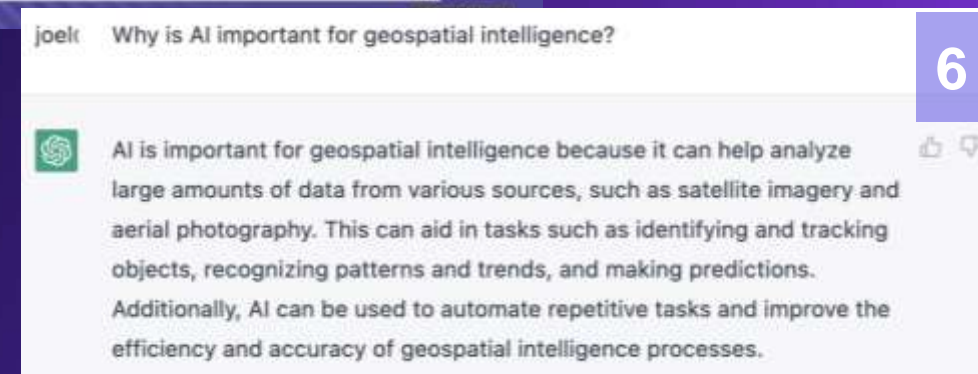 Why is AI important for geospatial intelligence?
6
AI is important for geospatial intelligence because it can help analyze
large amounts of data from various sources, such as satellite imagery and
aerial photography. This can aid in tasks such as identifying and tracking
objects, recognizing patterns and trends, and making predictions.
Additionally, AI can be used to automate repetitive tasks and improve the
efficiency and accuracy of geospatial intelligence processes.